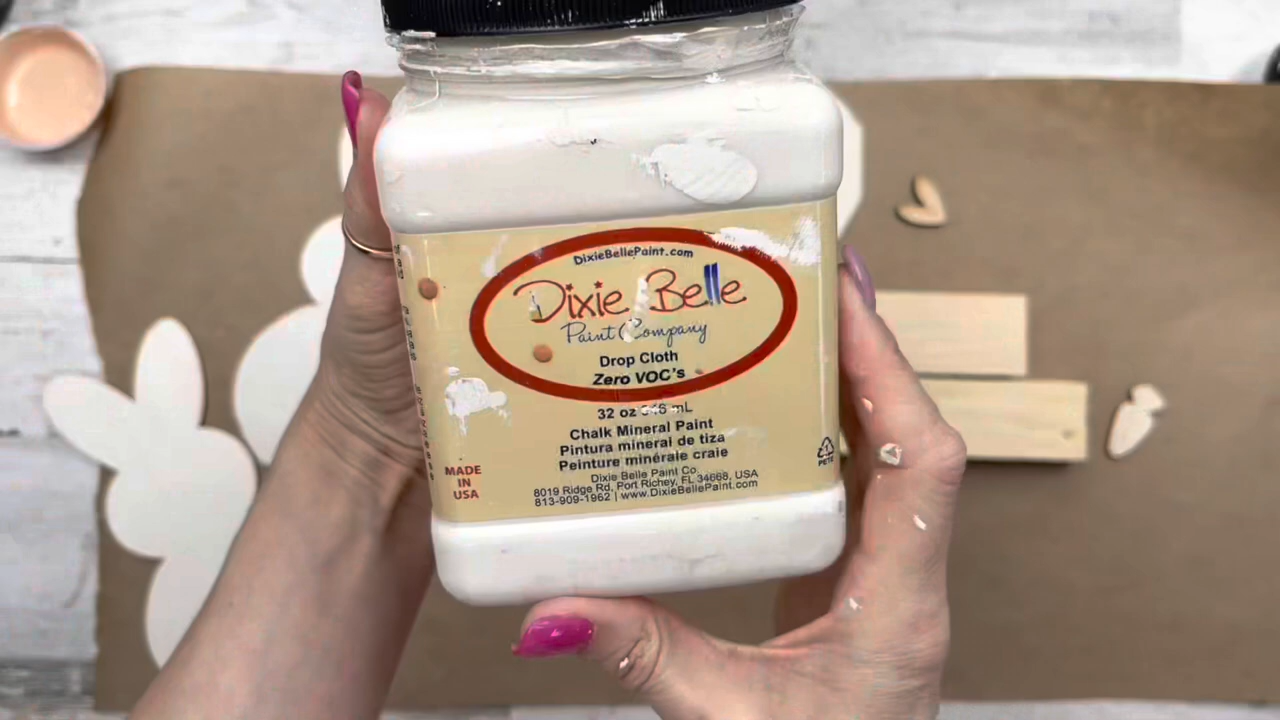 DixieBellePaint.com
Dixie Belle
Paint Company
Drop Cloth
Zero VOC's
32 oz mL
Chalk Mineral Paint
Pintura mineral de tiza
Peinture minérale craie
Dixie Belle Paint Co.
8019 Ridge Rd, Port Richey, FL 34668, USA
813-909-1962 | www.DixieBellePaint.com
MADE
IN
USA
PETE